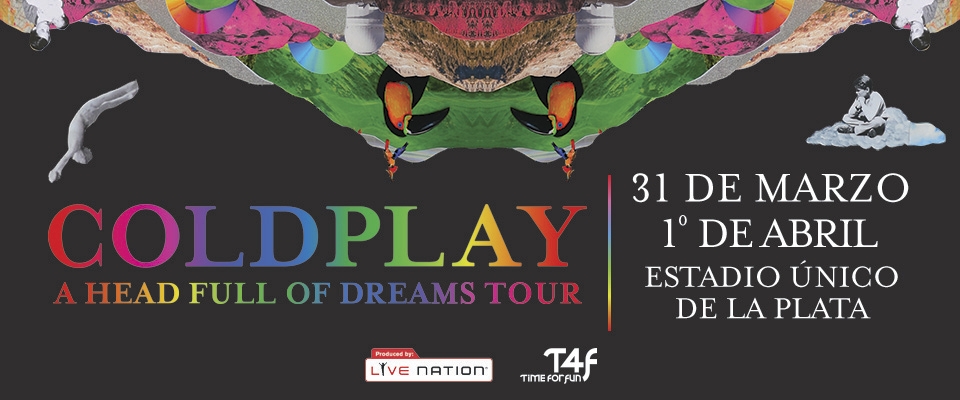 COLDPLAY
A HEAD FULL OF DREAMS TOUR
31 DE MARZO
1º DE ABRIL
ESTADIO ÚNICO
DE LA PLATA
Produced by:
LIVE NATION®
T4F
TIME FOR FUN